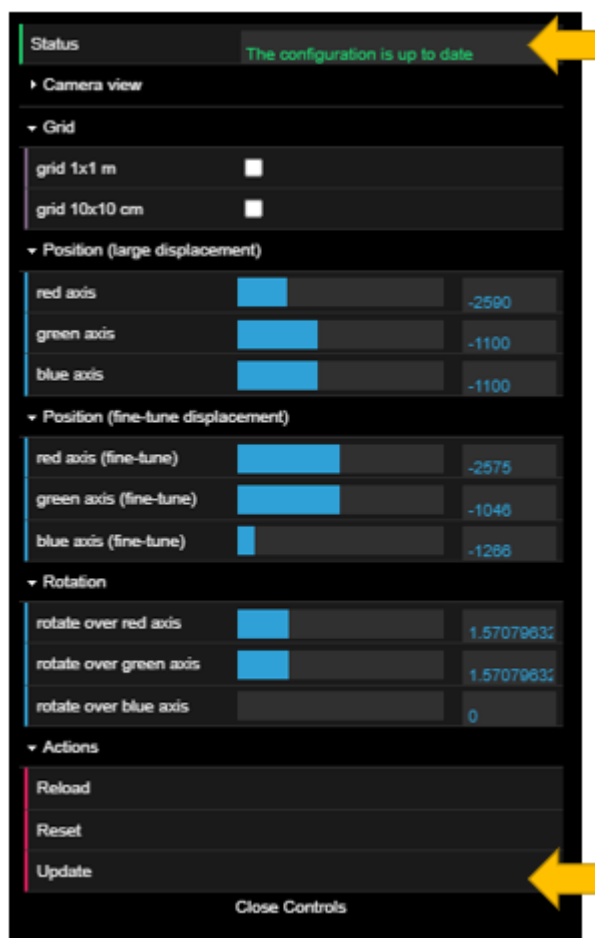 Status The configuration is up to date
Camera view
Grid
grid 1x1 m
grid 10x10 cm
Position (large displacement)
red axis -2590
green axis -1100
blue axis -1100
Position (fine-tune displacement)
red axis (fine-tune) -2575
green axis (fine-tune) -1046
blue axis (fine-tune) -1266
Rotation
rotate over red axis 1.57079632
rotate over green axis 1.57079632
rotate over blue axis 0
Actions
Reload
Reset
Update
Close Controls